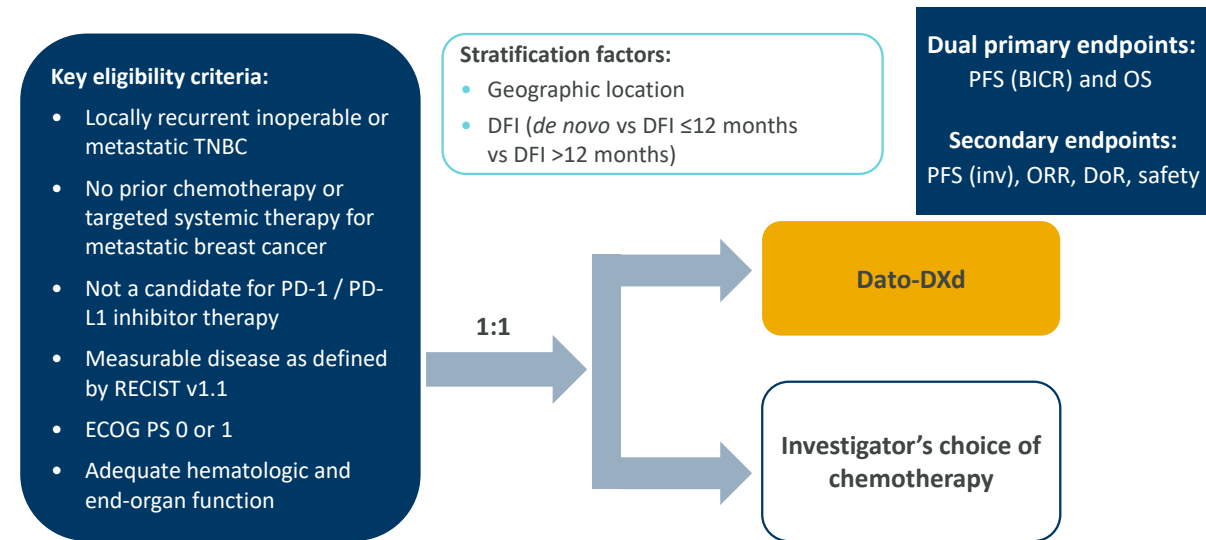 Key eligibility criteria:
• Locally recurrent inoperable or
metastatic TNBC
• No prior chemotherapy or
targeted systemic therapy for
metastatic breast cancer
• Not a candidate for PD-1 / PD-
L1 inhibitor therapy
• Measurable disease as defined
by RECIST v1.1
• ECOG PS 0 or 1
• Adequate hematologic and
end-organ function
Stratification factors:
• Geographic location
• DFI (de novo vs DFI ≤12 months
vs DFI >12 months)
Dual primary endpoints:
PFS (BICR) and OS
Secondary endpoints:
PFS (inv), ORR, DoR, safety
1:1
Dato-DXd
Investigator’s choice of
chemotherapy